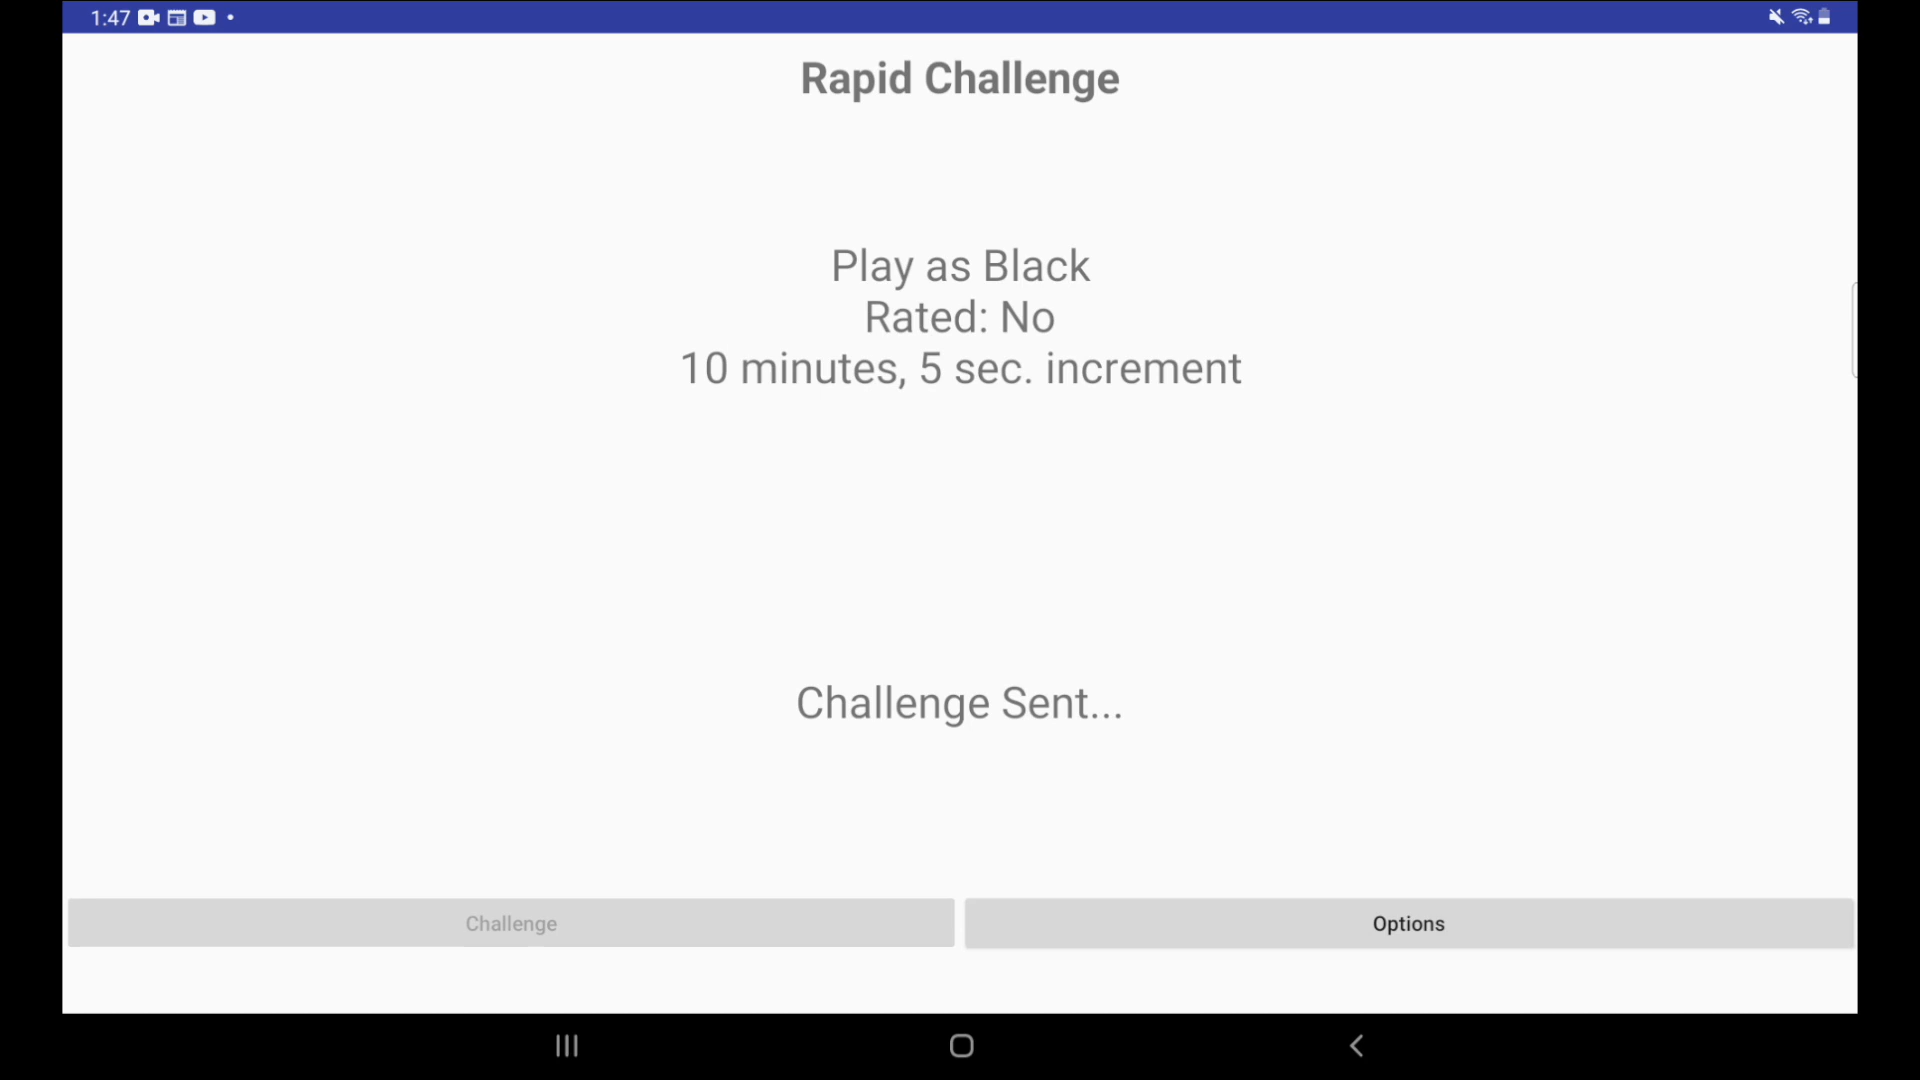 1:47
Rapid Challenge
Play as Black
Rated: No
10 minutes, 5 sec. increment
Challenge Sent...
Challenge
Options